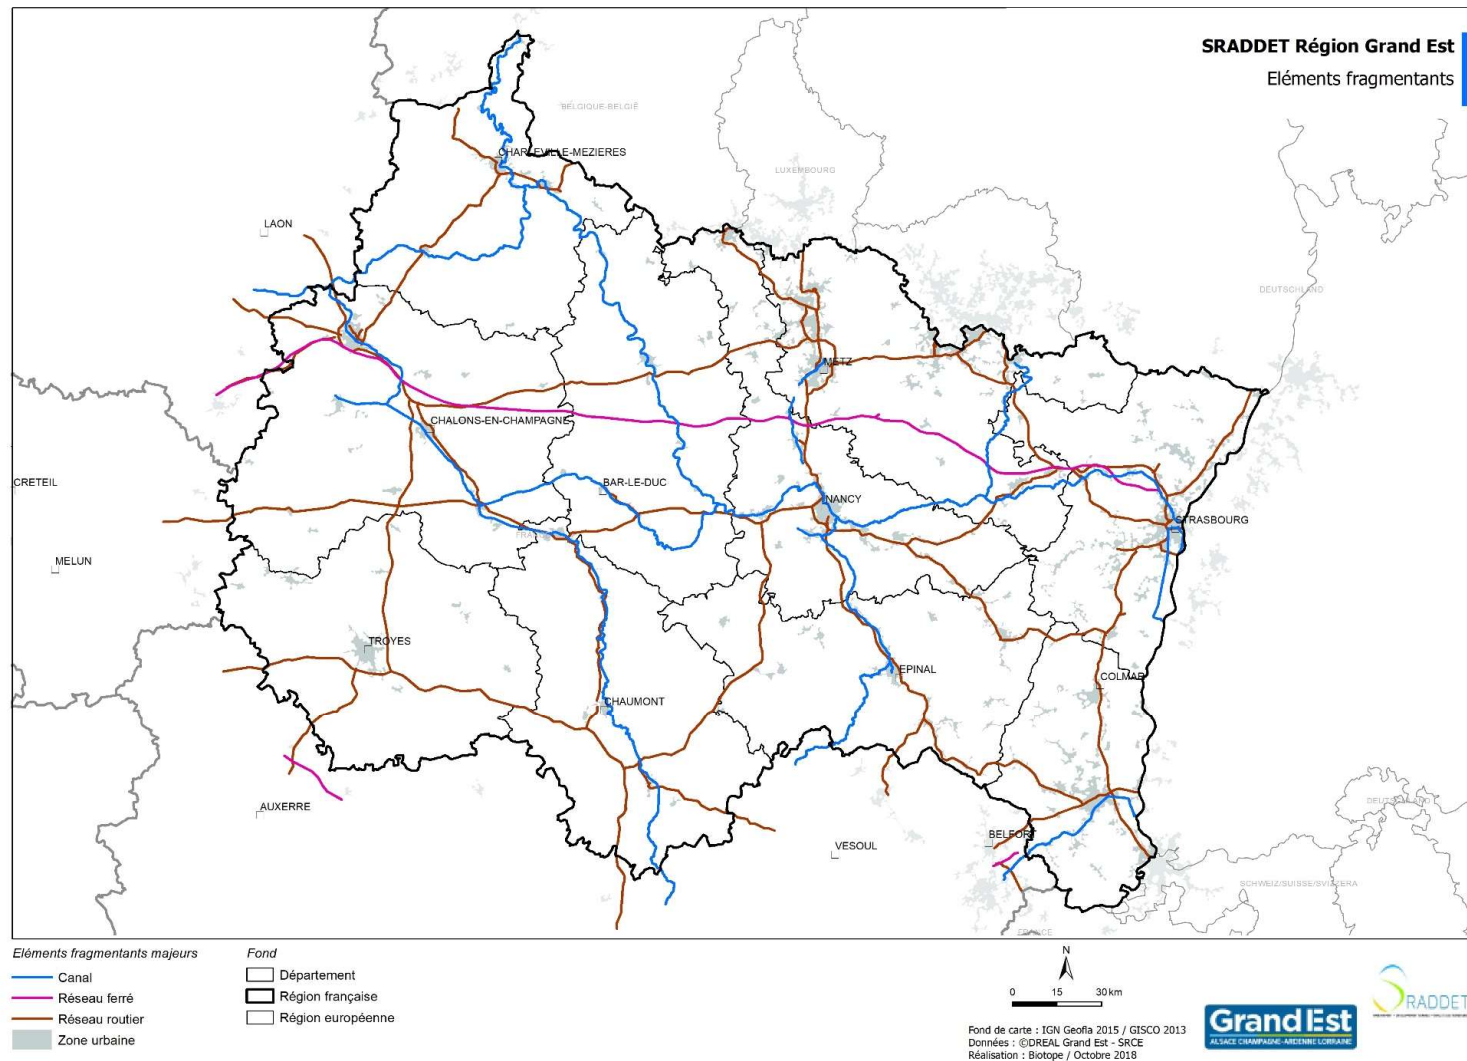 SRADDET Région Grand Est
Eléments fragmentants
BELGIQUE-BELGIË
CHARLEVILLE-MEZIERES
LUXEMBOURG
LAON
DEUTSCHLAND
METZ
CHALONS-EN-CHAMPAGNE
CRETEIL
BAR-LE-DUC
NANCY
STRASBOURG
MELUN
TROYES
EPINAL
COLMAR
CHAUMONT
AUXERRE
DEUTSCHLAND
BELFORT
VESOUL
SCHWEIZ/SUISSE/SVIZZERA
FRANCE
Eléments fragmentants majeurs
Canal
Réseau ferré
Réseau routier
Zone urbaine
Fond
Département
Région française
Région européenne
N
0 15 30 km
Fond de carte : IGN Geofla 2015 / GISCO 2013
Données : ©DREAL Grand Est - SRCE
Réalisation : Biotope / Octobre 2018
GrandEst
ALSACE CHAMPAGNE-ARDENNE LORRAINE
SRADDET